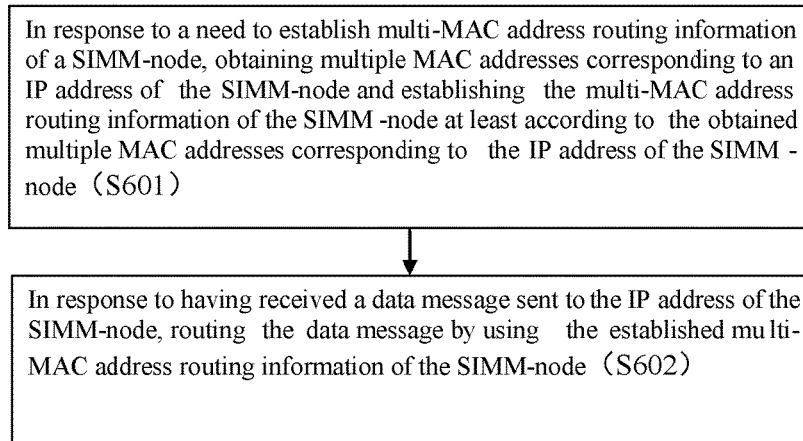 In response to a need to establish multi-MAC address routing information
of a SIMM-node, obtaining multiple MAC addresses corresponding to an
IP address of the SIMM-node and establishing the multi-MAC address
routing information of the SIMM -node at least according to the obtained
multiple MAC addresses corresponding to the IP address of the SIMM -
node (S601)
In response to having received a data message sent to the IP address of the
SIMM-node, routing the data message by using the established multi-
MAC address routing information of the SIMM-node (S602)